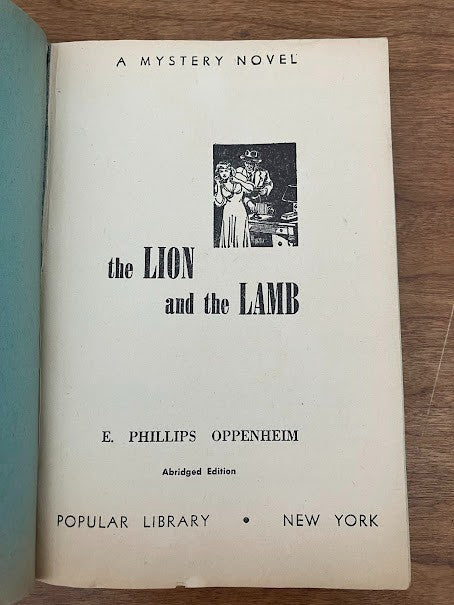 A MYSTERY NOVEL
the LION
and the LAMB
E. PHILLIPS OPPENHEIM
Abridged Edition
POPULAR LIBRARY • NEW YORK